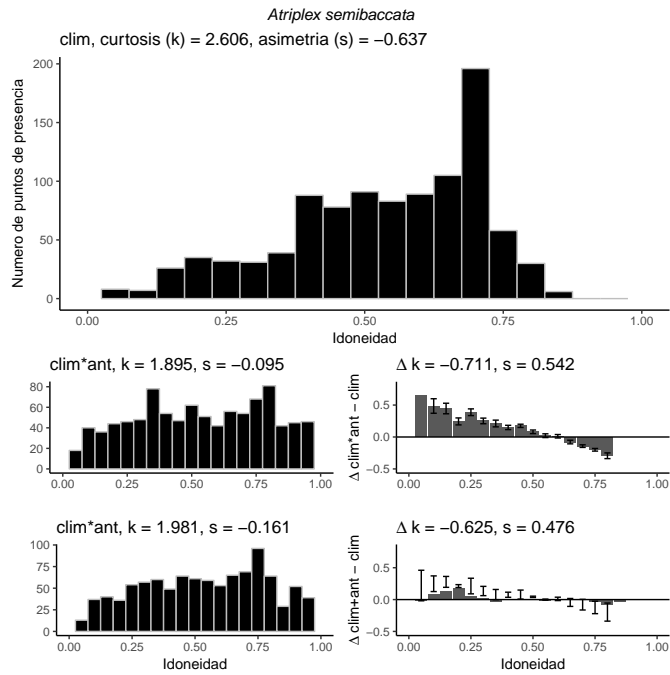 Atriplex semibaccata
clim, curtosis (k) = 2.606, asimetria (s) = −0.637
Numero de puntos de presencia
200
150
100
50
0
0.00 0.25 0.50 0.75 1.00
Idoneidad
clim*ant, k = 1.895, s = −0.095
80
60
40
20
0
0.00 0.25 0.50 0.75 1.00
Δ k = −0.711, s = 0.542
Δ clim*ant − clim
0.5
0.0
−0.5
0.00 0.25 0.50 0.75 1.00
clim*ant, k = 1.981, s = −0.161
100
75
50
25
0
0.00 0.25 0.50 0.75 1.00
Idoneidad
Δ k = −0.625, s = 0.476
Δ clim+ant − clim
0.5
0.0
−0.5
0.00 0.25 0.50 0.75 1.00
Idoneidad